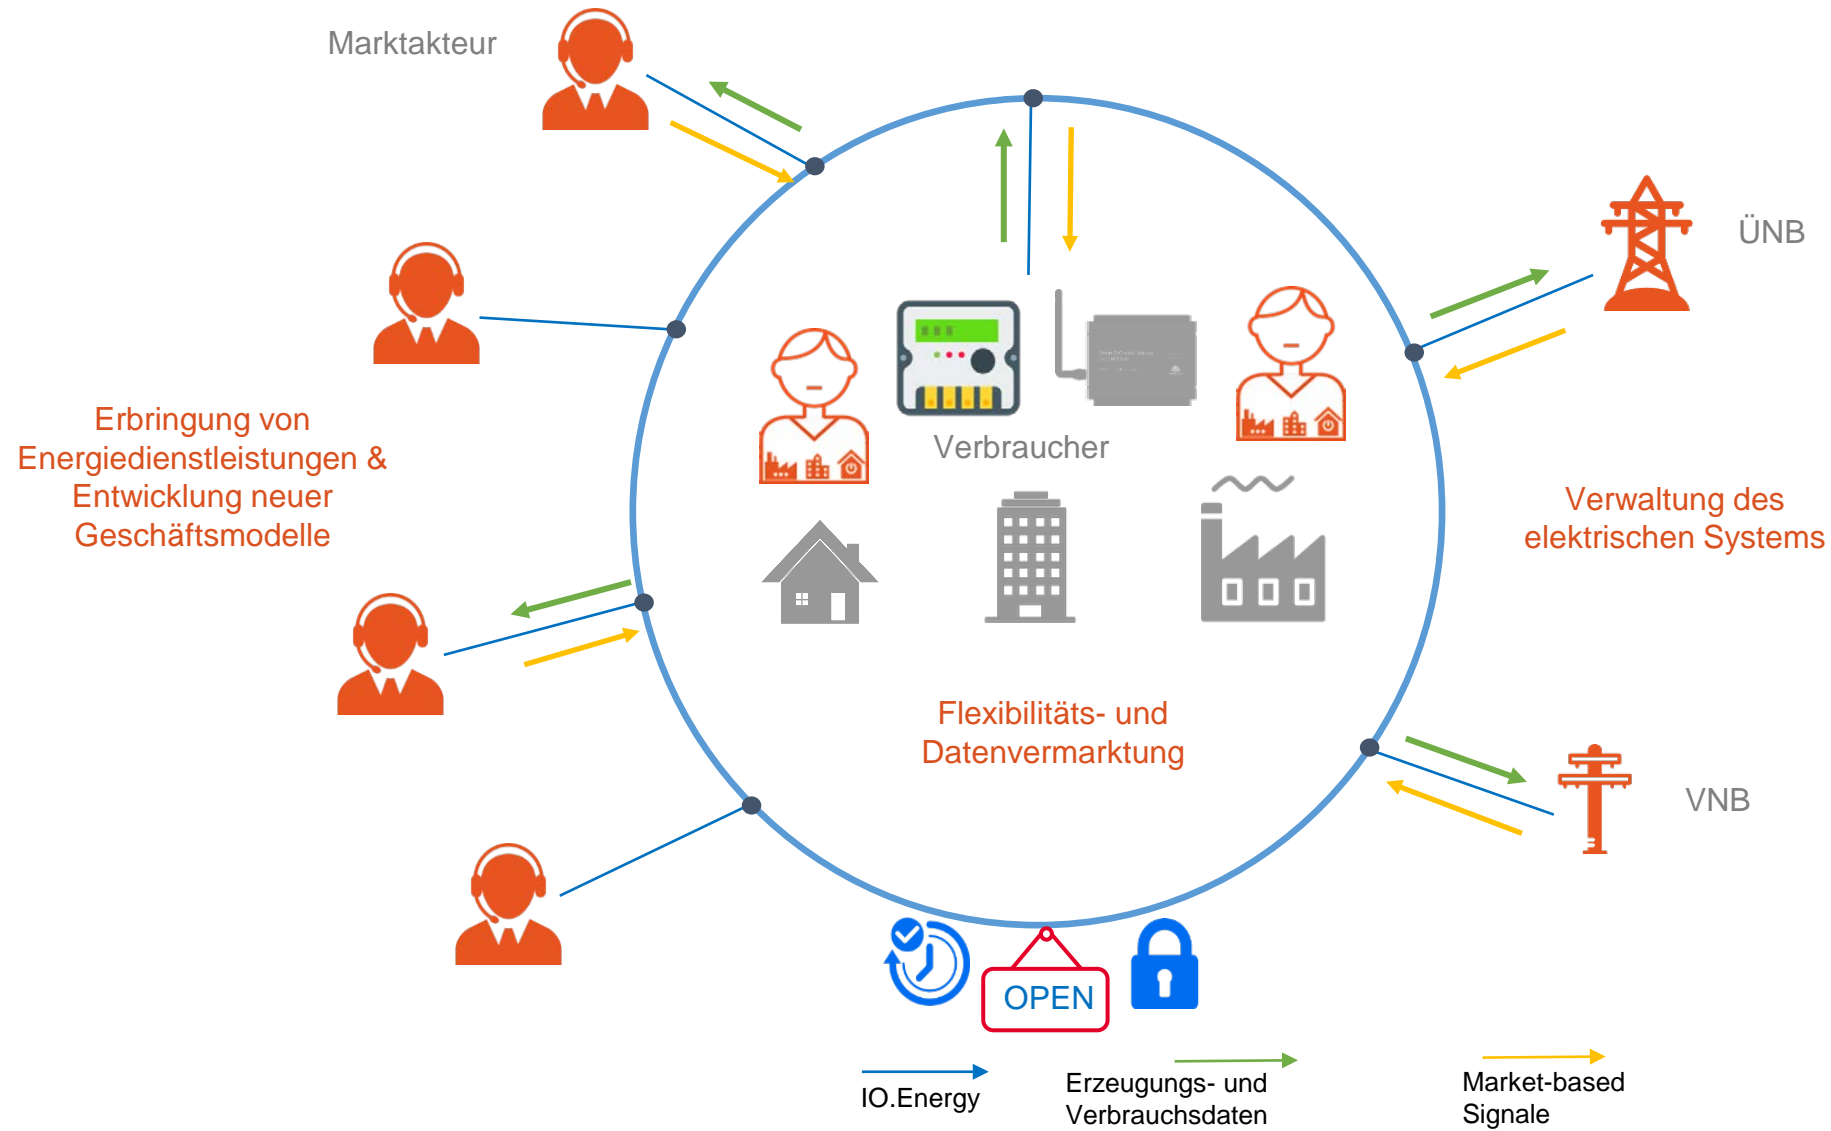 Marktakteur
ÜNB
Erbringung von
Energiedienstleistungen &
Entwicklung neuer
Geschäftsmodelle
Verbraucher
Verwaltung des
elektrischen Systems
Flexibilitäts- und
Datenvermarktung
VNB
OPEN
IO.Energy
Erzeugungs- und
Verbrauchsdaten
Market-based
Signale